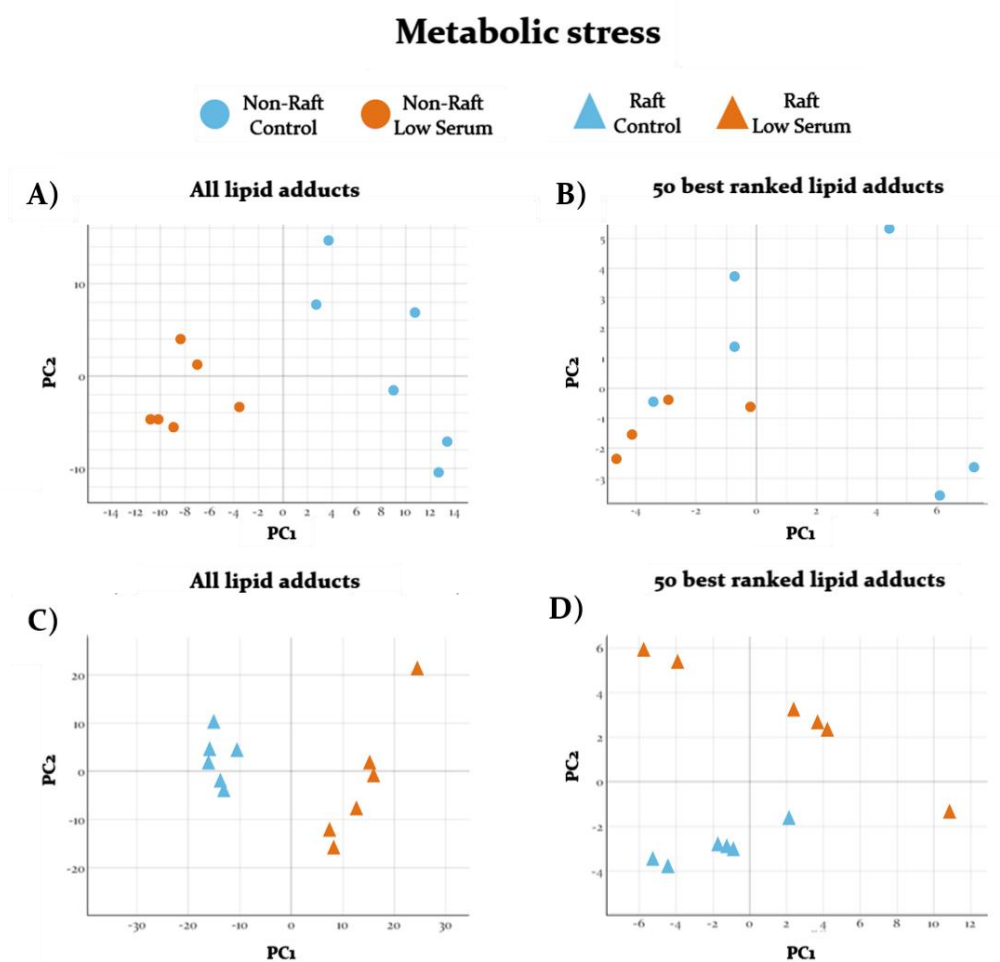 Metabolic stress
Non-Raft
Control
Non-Raft
Low Serum
Raft
Control
Raft
Low Serum
A)
All lipid adducts
10
0
-10
PC2
-14 -12 -10 -8 -6 -4 -2 0 2 4 6 8 10 12 14
PC1
B)
50 best ranked lipid adducts
5
4
3
2
1
0
-1
-2
-3
PC2
-4 -2 0 2 4 6
PC1
C)
All lipid adducts
20
10
0
-10
-20
PC2
-30 -20 -10 0 10 20 30
PC1
D)
50 best ranked lipid adducts
6
4
2
0
-2
-4
PC2
-6 -4 -2 0 2 4 6 8 10 12
PC1